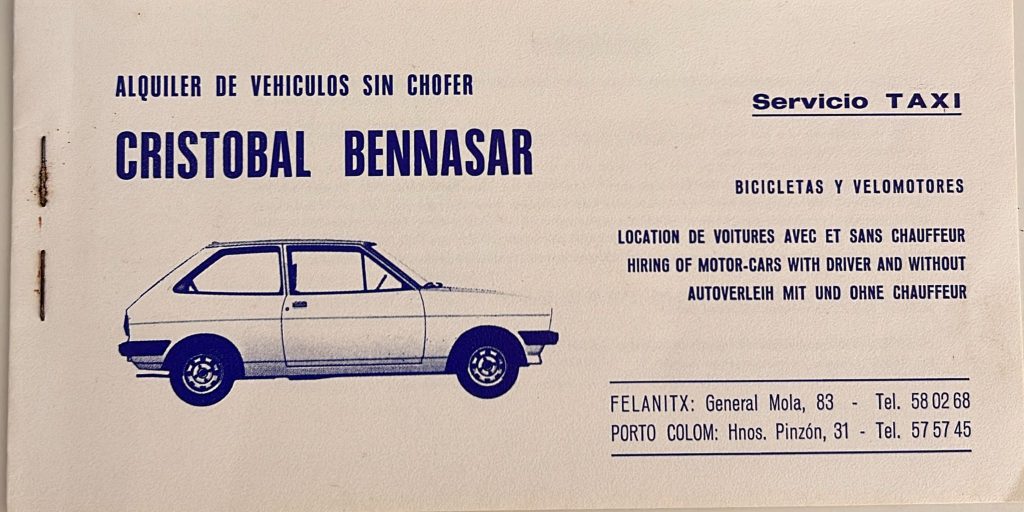 ALQUILER DE VEHICULOS SIN CHOFER
CRISTOBAL BENNASAR
Servicio TAXI
BICICLETAS Y VELOMOTORES
LOCATION DE VOITURES AVEC ET SANS CHAUFFEUR
HIRING OF MOTOR-CARS WITH DRIVER AND WITHOUT
AUTOVERLEIH MIT UND OHNE CHAUFFEUR
FELANITX: General Mola, 83 - Tel. 58 02 68
PORTO COLOM: Hnos. Pinzón, 31 - Tel. 57 57 45